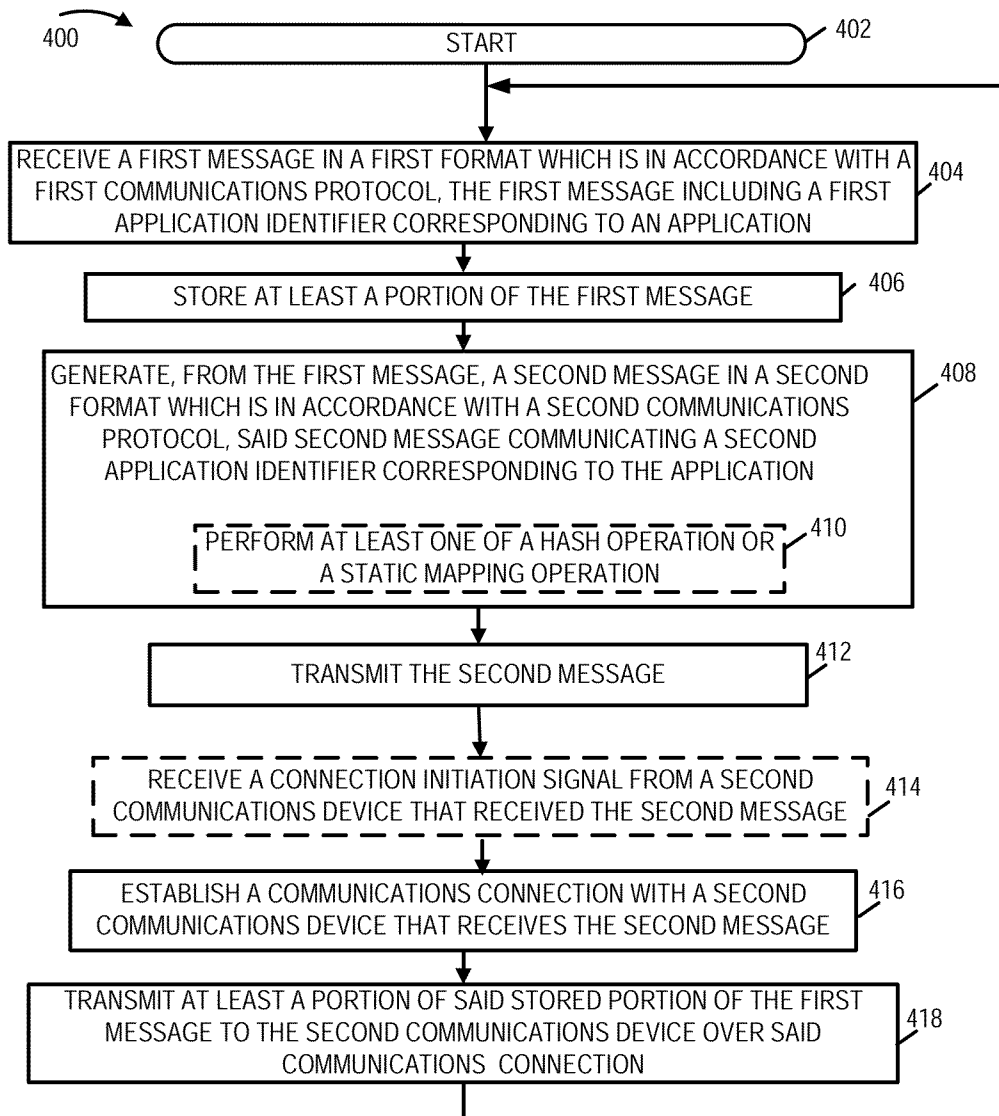 400
START
402
RECEIVE A FIRST MESSAGE IN A FIRST FORMAT WHICH IS IN ACCORDANCE WITH A
FIRST COMMUNICATIONS PROTOCOL, THE FIRST MESSAGE INCLUDING A FIRST
APPLICATION IDENTIFIER CORRESPONDING TO AN APPLICATION
404
STORE AT LEAST A PORTION OF THE FIRST MESSAGE
406
GENERATE, FROM THE FIRST MESSAGE, A SECOND MESSAGE IN A SECOND
FORMAT WHICH IS IN ACCORDANCE WITH A SECOND COMMUNICATIONS
PROTOCOL, SAID SECOND MESSAGE COMMUNICATING A SECOND
APPLICATION IDENTIFIER CORRESPONDING TO THE APPLICATION
408
PERFORM AT LEAST ONE OF A HASH OPERATION OR
A STATIC MAPPING OPERATION
410
TRANSMIT THE SECOND MESSAGE
412
RECEIVE A CONNECTION INITIATION SIGNAL FROM A SECOND
COMMUNICATIONS DEVICE THAT RECEIVED THE SECOND MESSAGE
414
ESTABLISH A COMMUNICATIONS CONNECTION WITH A SECOND
COMMUNICATIONS DEVICE THAT RECEIVES THE SECOND MESSAGE
416
TRANSMIT AT LEAST A PORTION OF SAID STORED PORTION OF THE FIRST
MESSAGE TO THE SECOND COMMUNICATIONS DEVICE OVER SAID
COMMUNICATIONS CONNECTION
418